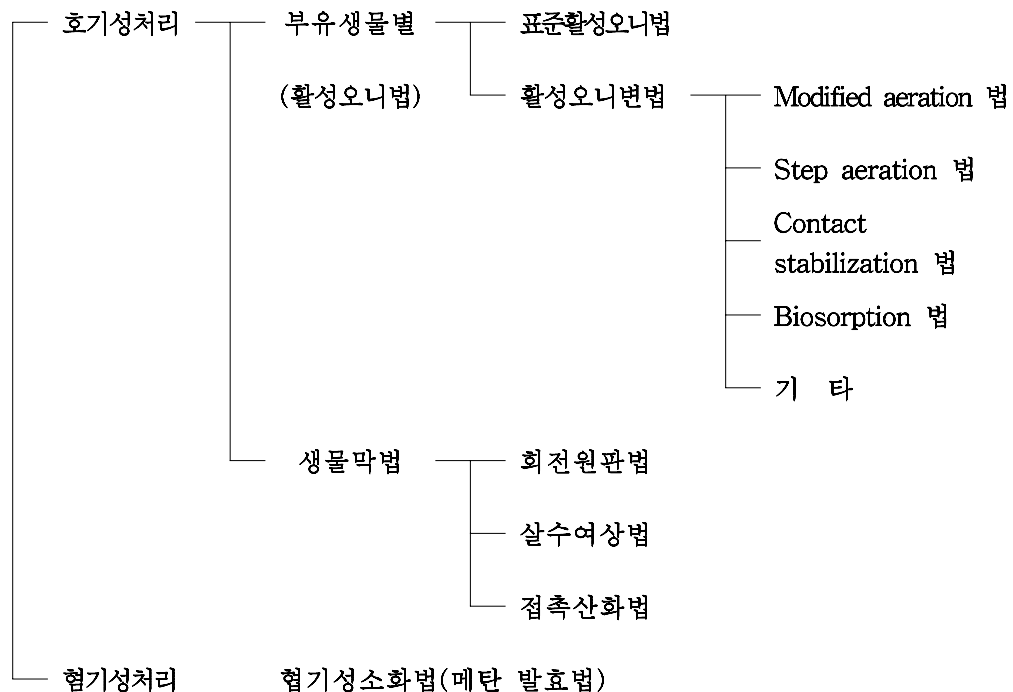 호기성처리 부유생물별 표준활성오니법
(활성오니법) 활성오니변법 Modified aeration 법
Step aeration 법
Contact
stabilization 법
Biosorption 법
기 타
생물막법 회전원판법
살수여상법
접촉산화법
혐기성처리 협기성소화법(메탄 발효법)